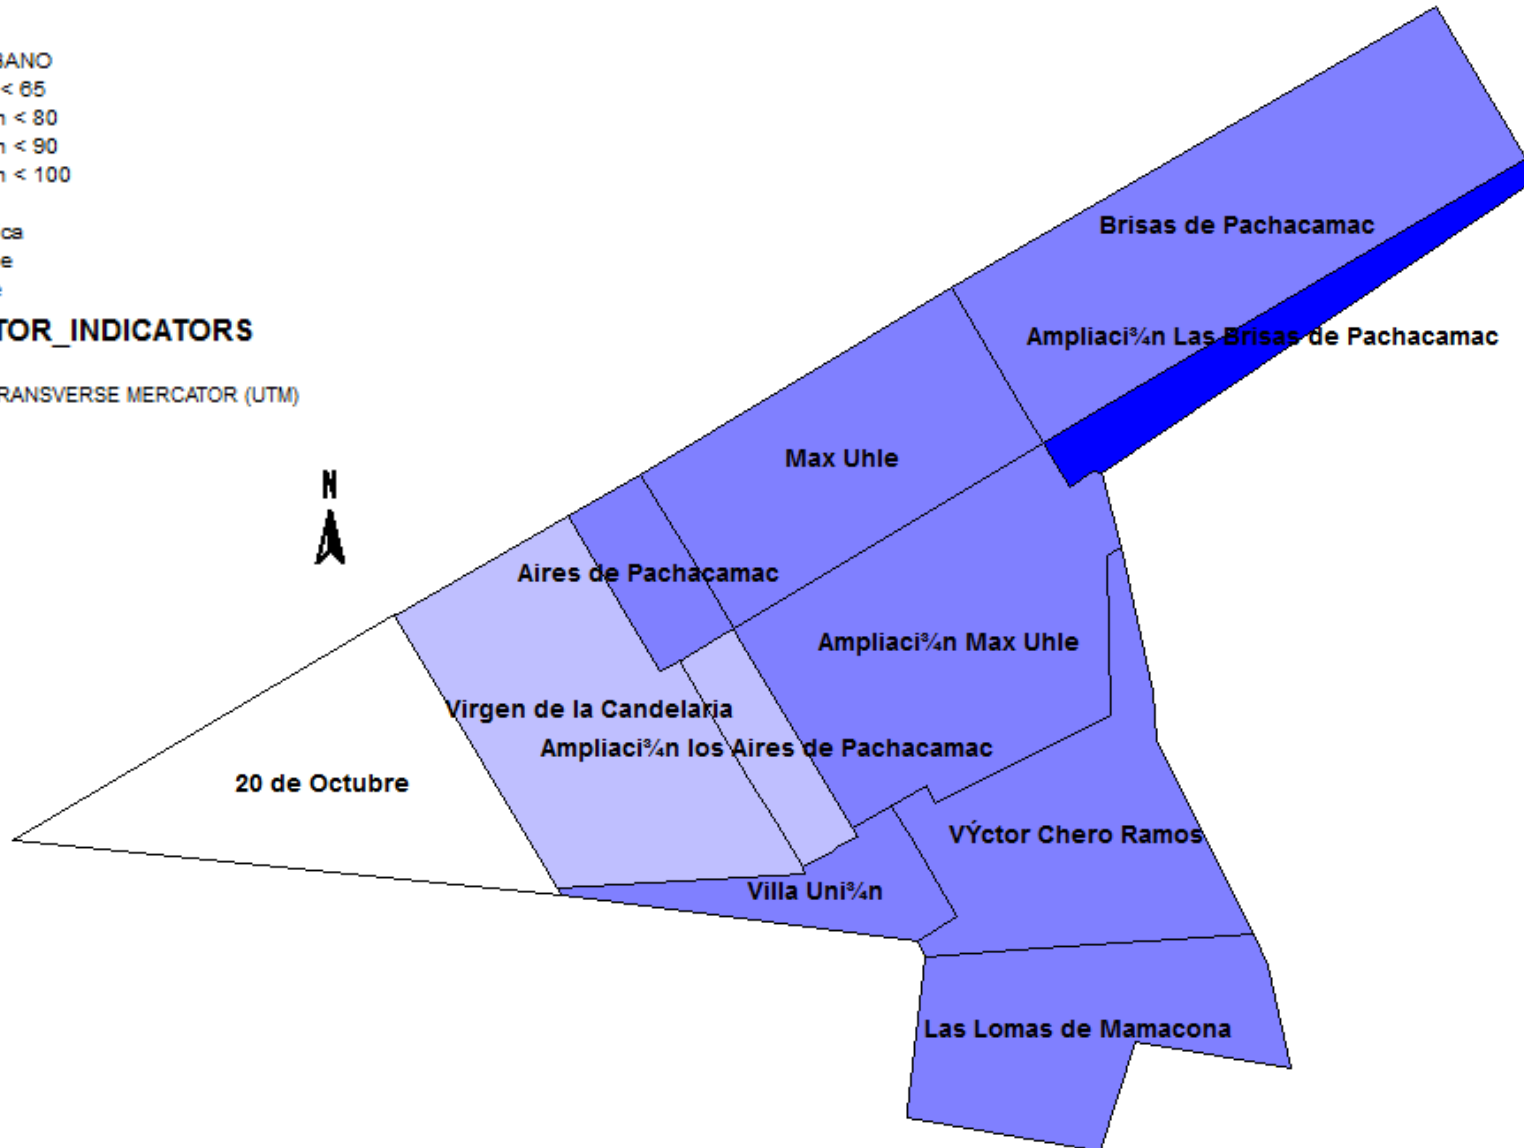 BANO
< 65
n < 80
n < 90
n < 100
ca
e
TOR_INDICATORS
RANSVERSE MERCATOR (UTM)
N
Brisas de Pachacamac
Ampliaci¾n Las Brisas de Pachacamac
Max Uhle
Aires de Pachacamac
Ampliaci¾n Max Uhle
Virgen de la Candelaria
Ampliaci¾n los Aires de Pachacamac
20 de Octubre
VÝctor Chero Ramos
Villa Uni¾n
Las Lomas de Mamacona